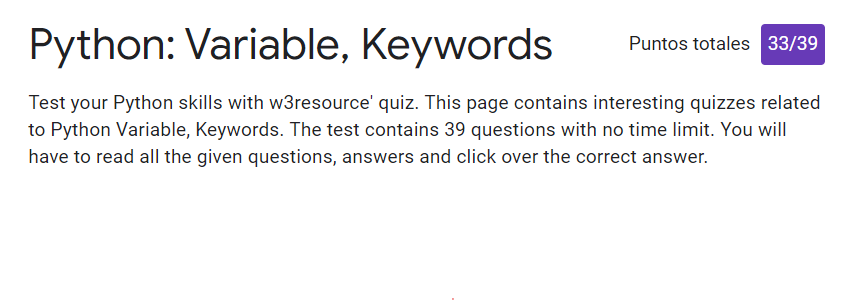 Python: Variable, Keywords
Puntos totales 33/39
Test your Python skills with w3resource' quiz. This page contains interesting quizzes related
to Python Variable, Keywords. The test contains 39 questions with no time limit. You will
have to read all the given questions, answers and click over the correct answer.